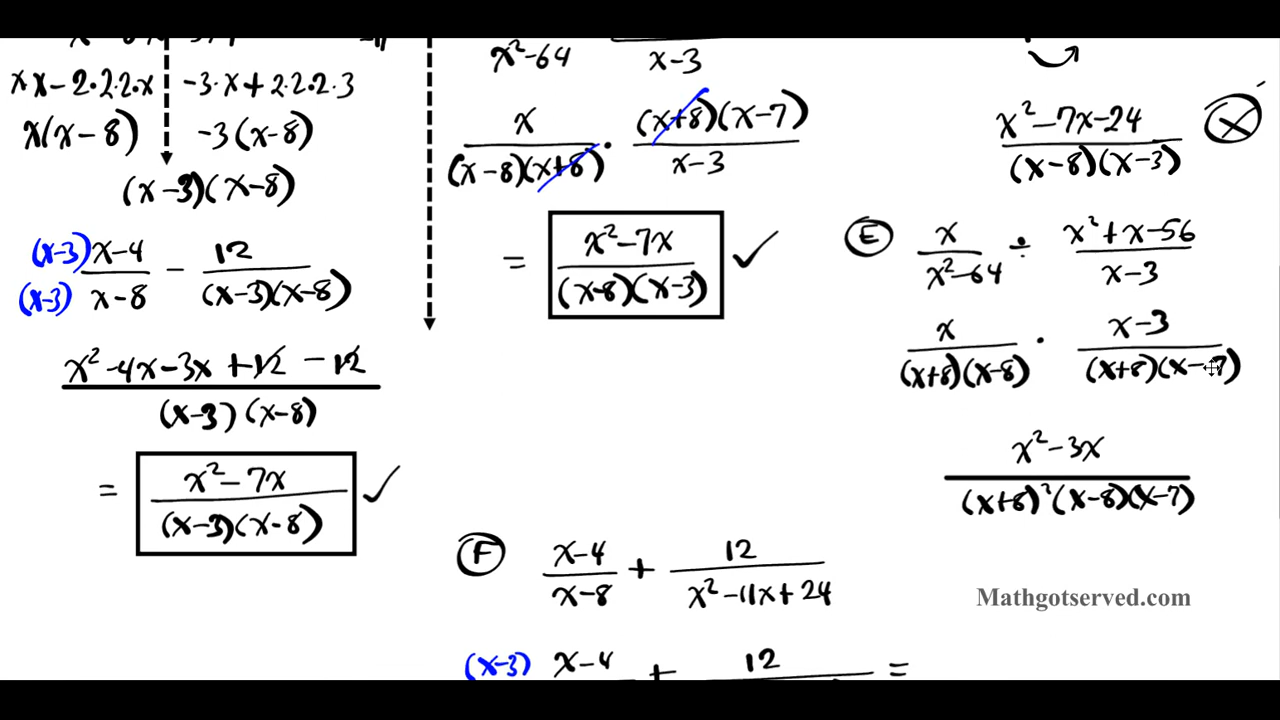 xx − 2·2·2·x   −3·x + 2·2·2·3
x(x − 8)   −3(x−8)
(x−3)(x−8)
(x−3) x−4 / (x−3) x−8 − 12 / (x−3)(x−8)
x² −4x −3x +12 −12 / (x−3)(x−8)
= x² − 7x / (x−3)(x−8) ✓
x²−64   x−3
x / (x−8)(x+8) · (x+8)(x−7) / x−3
= x² − 7x / (x−8)(x−3) ✓
x² − 7x − 24 / (x−8)(x−3) ⓧ
Ⓔ x / x²−64 ÷ x² + x − 56 / x−3
x / (x+8)(x−8) · x−3 / (x+8)(x−7)
x² − 3x / (x+8)²(x−8)(x−7)
Ⓕ x−4 / x−8 + 12 / x² − 11x + 24
(x−3) x−4 + 12 =
Mathgotserved.com